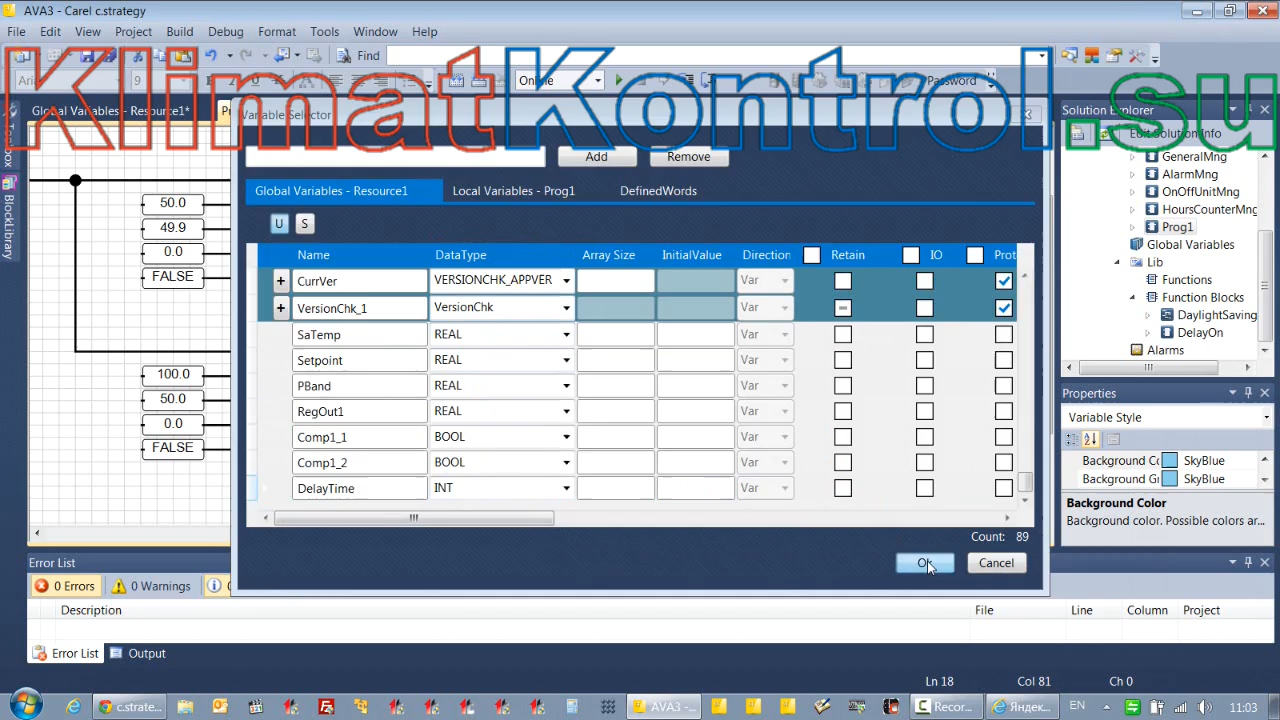 AVA3 - Carel c.strategy
File Edit View Project Build Debug Format Tools Window Help
Find
Online Password
KlimatKontrol.su
Global Variables - Resource1*
Variable Selector
Solution Explorer
Edit Solution Info
Toolbox
BlockLibrary
Add Remove
Global Variables - Resource1 Local Variables - Prog1 DefinedWords
U S
Name DataType Array Size InitialValue Direction Retain IO Prot
CurrVer VERSIONCHK_APPVER Var
VersionChk_1 VersionChk Var
SaTemp REAL Var
Setpoint REAL Var
PBand REAL Var
RegOut1 REAL Var
Comp1_1 BOOL Var
Comp1_2 BOOL Var
DelayTime INT Var
Count: 89
Ok Cancel
50.0
49.9
0.0
FALSE
100.0
50.0
0.0
FALSE
GeneralMng
AlarmMng
OnOffUnitMng
HoursCounterMng
Prog1
Global Variables
Lib
Functions
Function Blocks
DaylightSaving
DelayOn
Alarms
Properties
Variable Style
Background Co SkyBlue
Background Gr SkyBlue
Background Color
Background color. Possible colors ar...
Error List
0 Errors 0 Warnings
Description File Line Column Project
Error List Output
Ln 18 Col 81 Ch 0
c.strate... AVA3 -... Recor... Яндек... EN 11:03